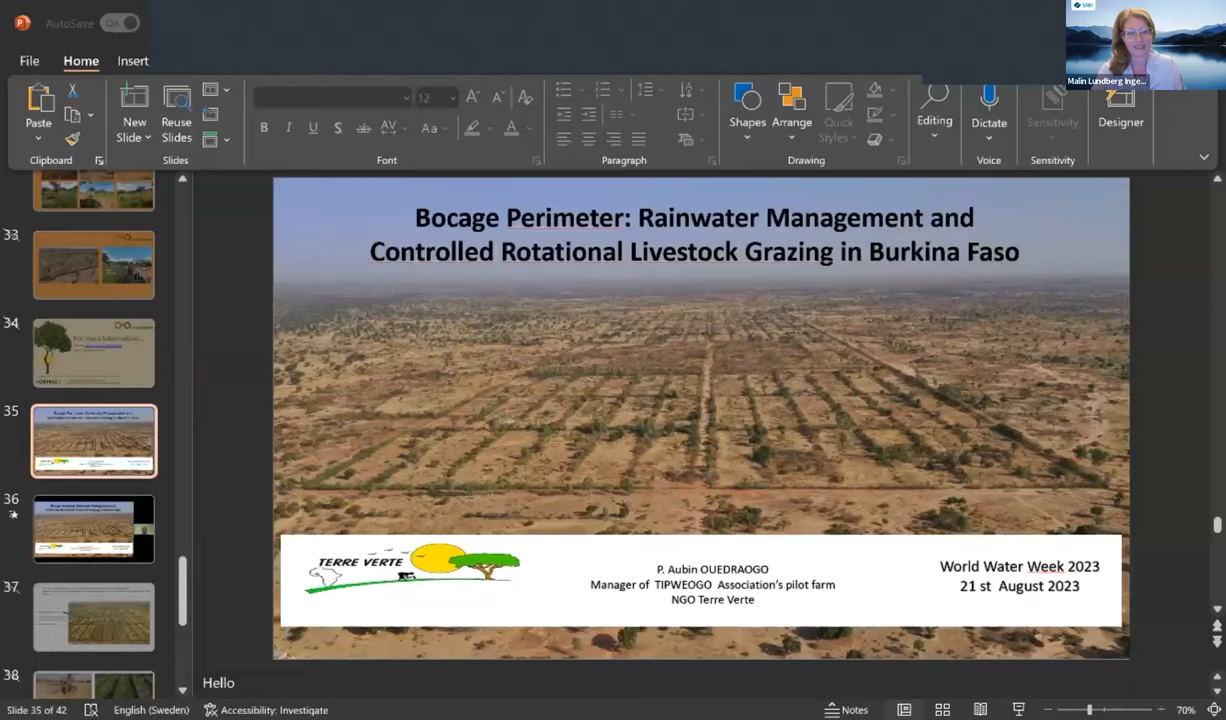 AutoSave
On
SIWI
Malin Lundberg Inge...
File
Home
Insert
Paste
New
Slide
Reuse
Slides
12
Aa
Shapes
Arrange
Quick
Styles
Editing
Dictate
Sensitivity
Designer
Clipboard
Slides
Font
Paragraph
Drawing
Voice
Sensitivity
33
34
35
36
37
38
Bocage Perimeter: Rainwater Management and
Controlled Rotational Livestock Grazing in Burkina Faso
TERRE VERTE
P. Aubin OUEDRAOGO
Manager of TIPWEOGO Association's pilot farm
NGO Terre Verte
World Water Week 2023
21 st August 2023
Hello
Slide 35 of 42
English (Sweden)
Accessibility: Investigate
Notes
70%